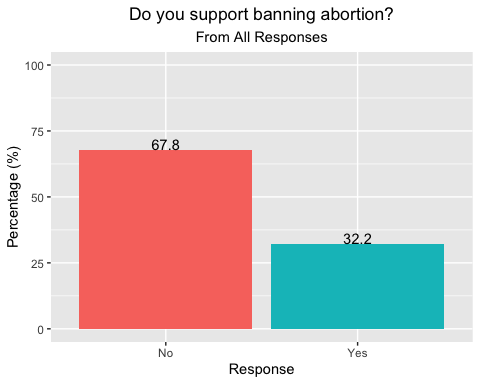 Do you support banning abortion?
From All Responses
Percentage (%)
100
75
50
25
0
67.8
32.2
No
Yes
Response